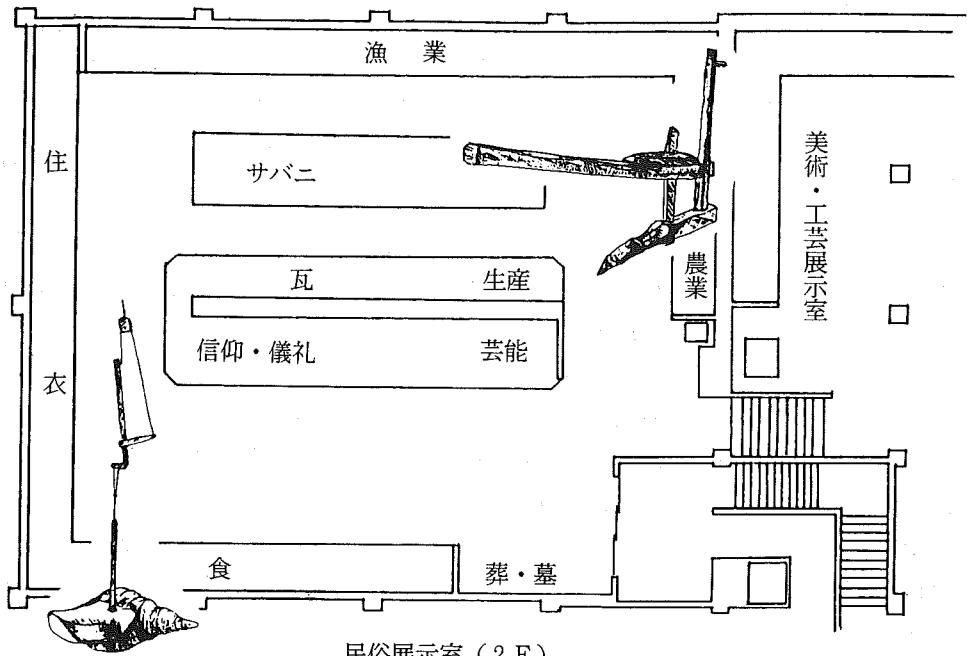 漁業
住
サバニ
美術・工芸展示室
農業
瓦
生産
信仰・儀礼
芸能
衣
食
葬・墓
民俗展示室（2F）